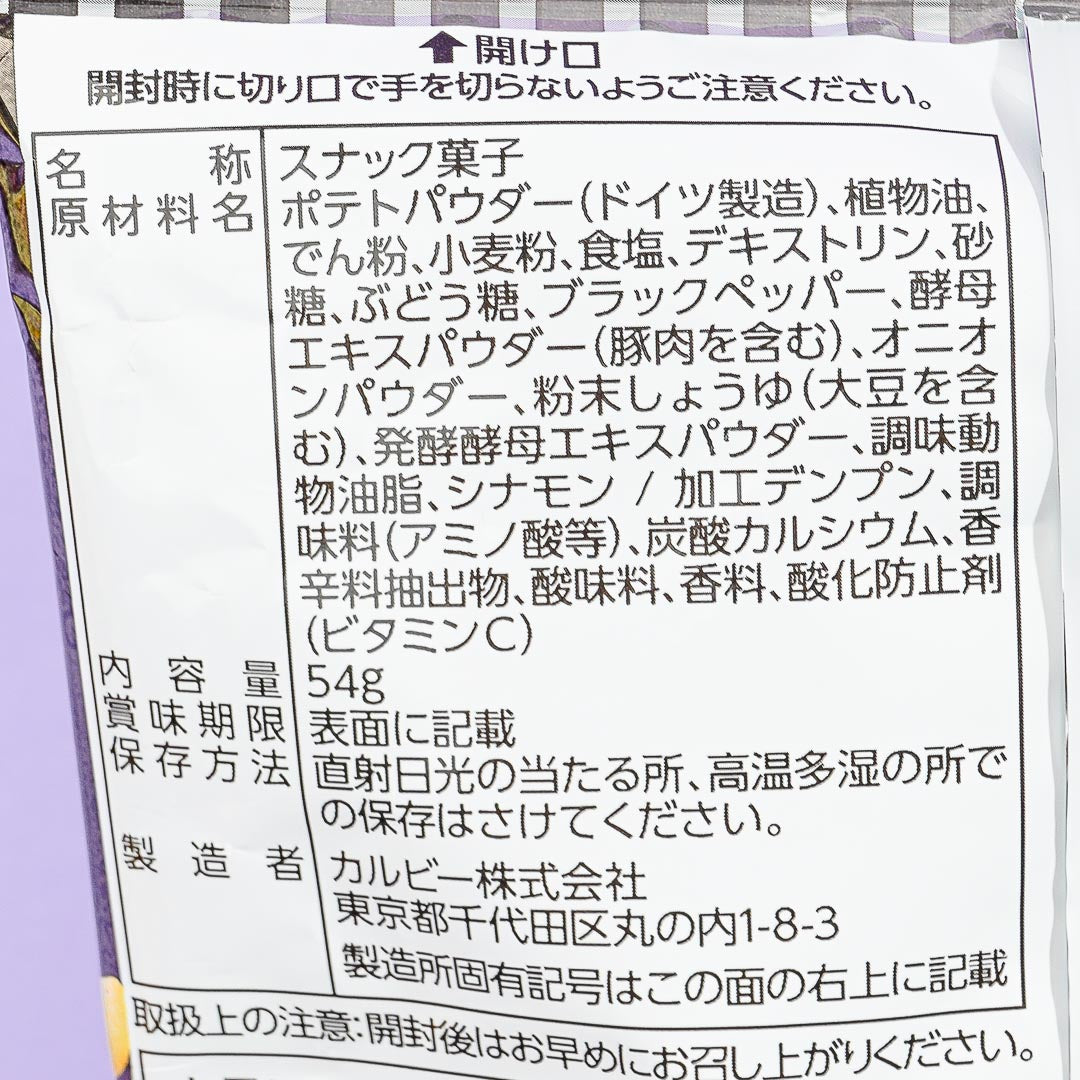 ↑開け口
開封時に切り口で手を切らないようご注意ください。
名称 スナック菓子
原材料名 ポテトパウダー(ドイツ製造)、植物油、
でん粉、小麦粉、食塩、デキストリン、砂
糖、ぶどう糖、ブラックペッパー、酵母
エキスパウダー(豚肉を含む)、オニオ
ンパウダー、粉末しょうゆ(大豆を含
む)、発酵酵母エキスパウダー、調味動
物油脂、シナモン / 加工デンプン、調
味料(アミノ酸等)、炭酸カルシウム、香
辛料抽出物、酸味料、香料、酸化防止剤
(ビタミンC)
内容量 54g
賞味期限 表面に記載
保存方法 直射日光の当たる所、高温多湿の所で
の保存はさけてください。
製造者 カルビー株式会社
東京都千代田区丸の内1-8-3
製造所固有記号はこの面の右上に記載
取扱上の注意:開封後はお早めにお召し上がりください。